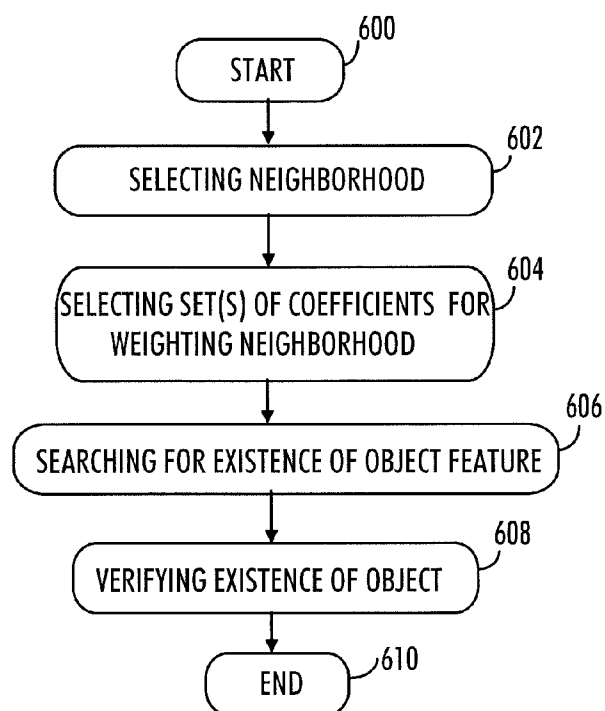 600
START
602
SELECTING NEIGHBORHOOD
604
SELECTING SET(S) OF COEFFICIENTS FOR
WEIGHTING NEIGHBORHOOD
606
SEARCHING FOR EXISTENCE OF OBJECT FEATURE
608
VERIFYING EXISTENCE OF OBJECT
610
END